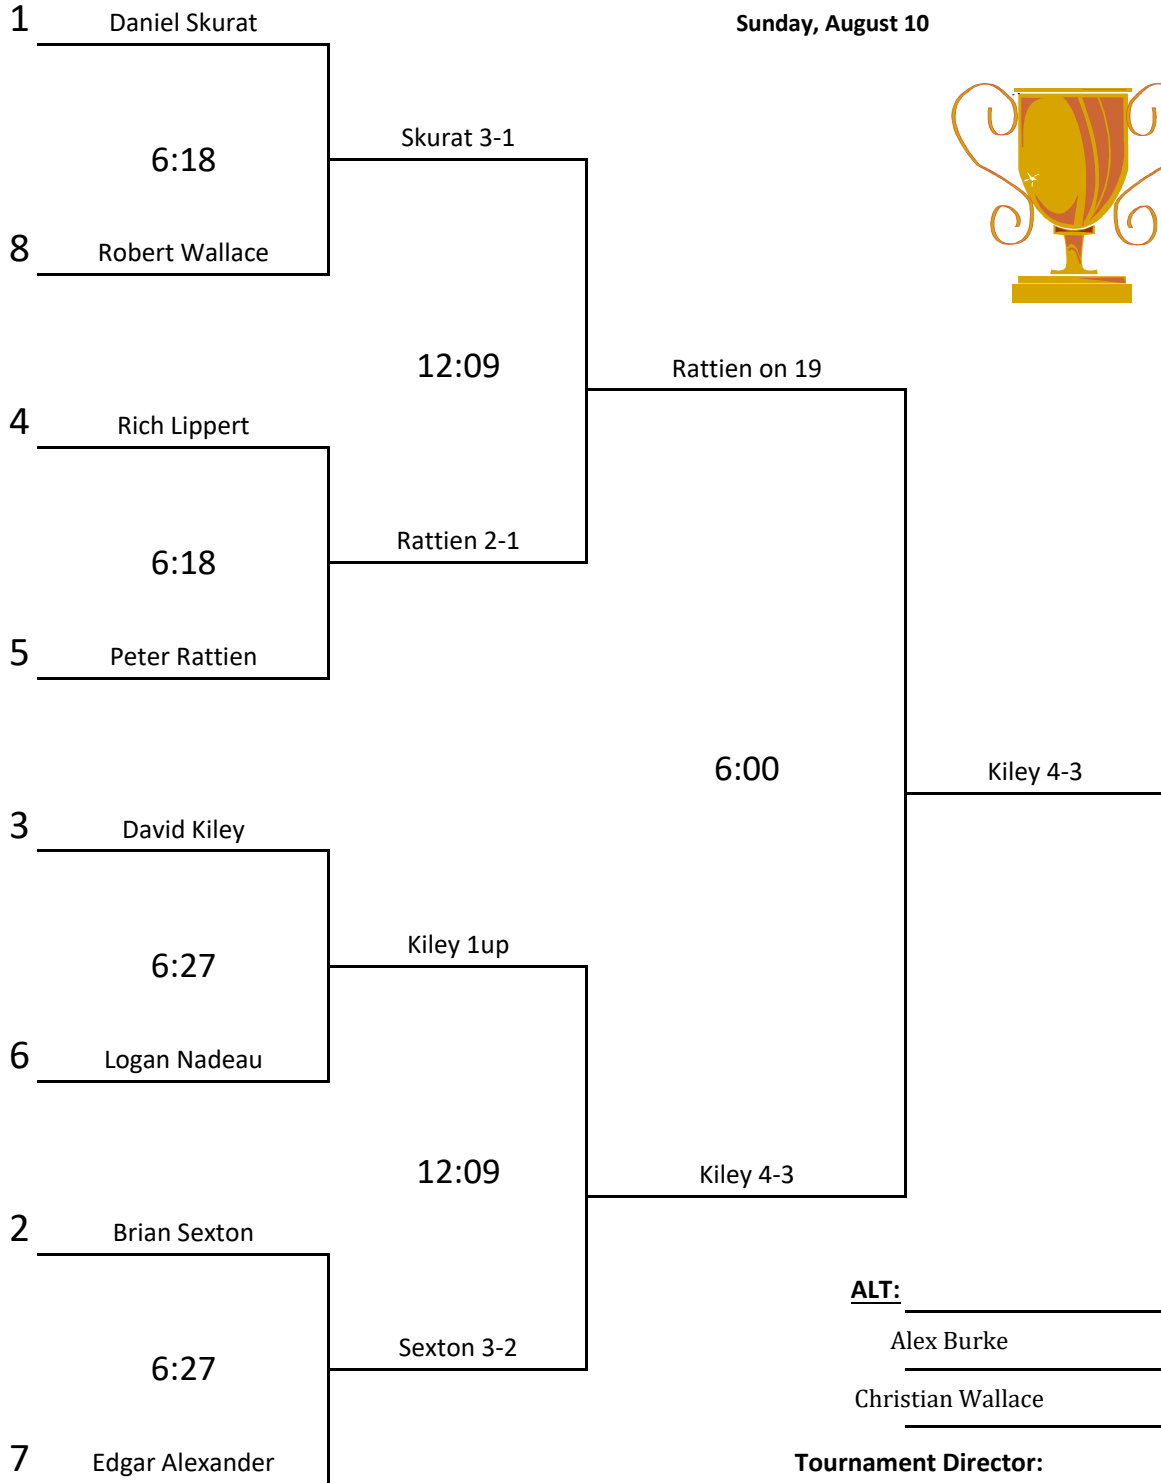 1 Daniel Skurat
Sunday, August 10
Skurat 3-1
6:18
8 Robert Wallace
12:09
Rattien on 19
4 Rich Lippert
Rattien 2-1
6:18
5 Peter Rattien
6:00
Kiley 4-3
3 David Kiley
Kiley 1up
6:27
6 Logan Nadeau
12:09
Kiley 4-3
2 Brian Sexton
ALT:
Alex Burke
Sexton 3-2
6:27
Christian Wallace
7 Edgar Alexander
Tournament Director: